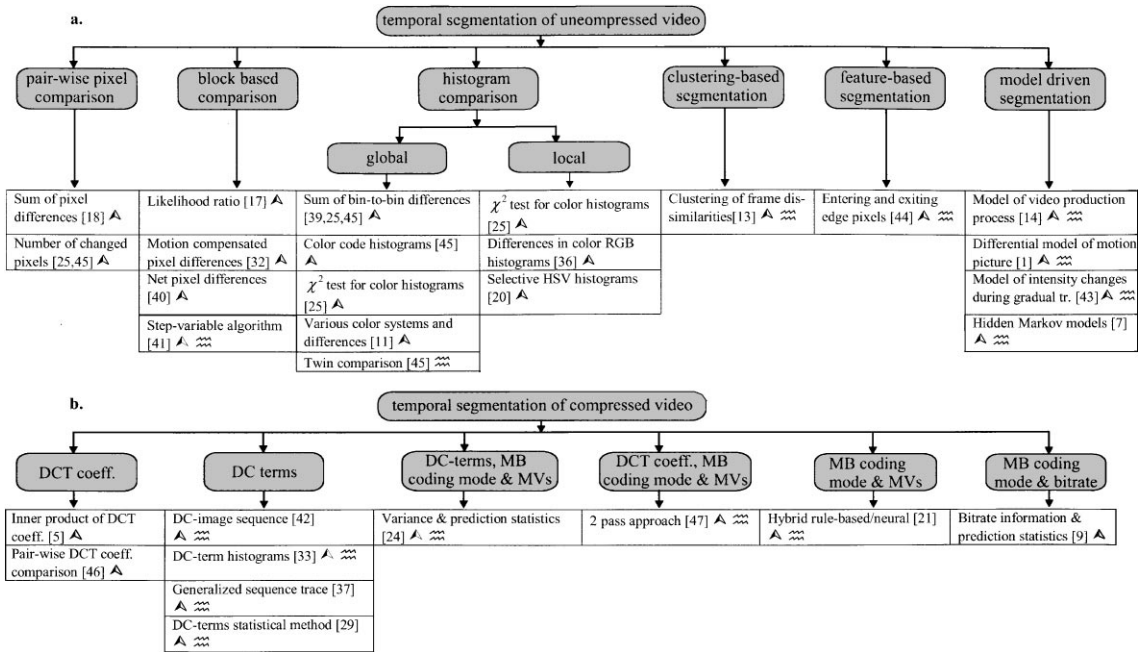 a.
temporal segmentation of uneompressed video
pair-wise pixel
comparison
block based
comparison
histogram
comparison
clustering-based
segmentation
feature-based
segmentation
model driven
segmentation
global
local
Sum of pixel
differences [18]
Number of changed
pixels [25,45]
Likelihood ratio [17]
Motion compensated
pixel differences [32]
Net pixel differences
[40]
Step-variable algorithm
[41]
Sum of bin-to-bin differences
[39,25,45]
Color code histograms [45]
χ² test for color histograms
[25]
Various color systems and
differences [11]
Twin comparison [45]
χ² test for color histograms
[25]
Differences in color RGB
histograms [36]
Selective HSV histograms
[20]
Clustering of frame dis-
similarities[13]
Entering and exiting
edge pixels [44]
Model of video production
process [14]
Differential model of motion
picture [1]
Model of intensity changes
during gradual tr. [43]
Hidden Markov models [7]
b.
temporal segmentation of compressed video
DCT coeff.
DC terms
DC-terms, MB
coding mode & MVs
DCT coeff., MB
coding mode & MVs
MB coding
mode & MVs
MB coding
mode & bitrate
Inner product of DCT
coeff. [5]
Pair-wise DCT coeff.
comparison [46]
DC-image sequence [42]
DC-term histograms [33]
Generalized sequence trace [37]
DC-terms statistical method [29]
Variance & prediction statistics
[24]
2 pass approach [47]
Hybrid rule-based/neural [21]
Bitrate information &
prediction statistics [9]